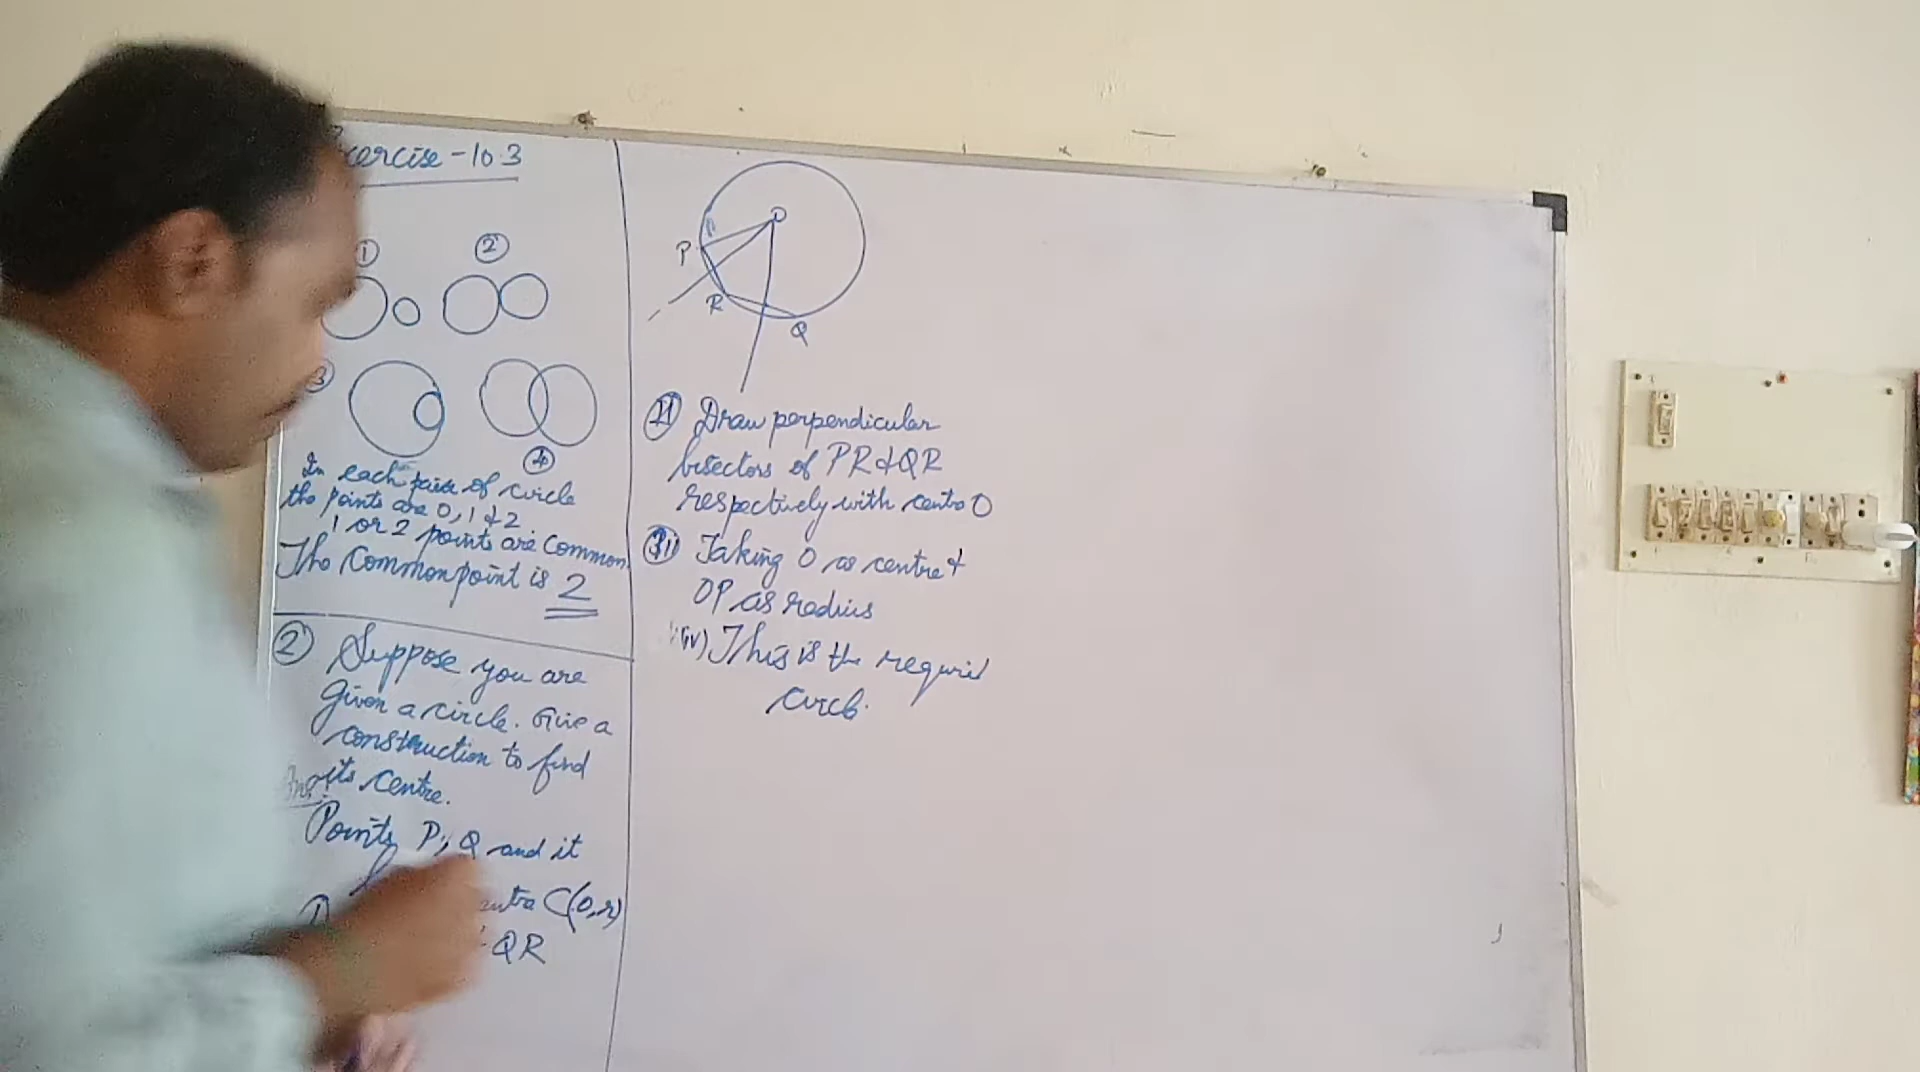 xercise - 10.3
1
2
3
4
In each pair of circle
the points are 0, 1 & 2
1 or 2 points are common
The Common point is 2
2 Suppose you are
given a circle. Give a
construction to find
its centre.
Ans:
Points P, Q and it
C(0, r)
QR
O
P
R
Q
II Draw perpendicular
bisectors of PR & QR
respectively with centre O
III Taking O as centre &
OP as radius
iv) This is the requird
circle.